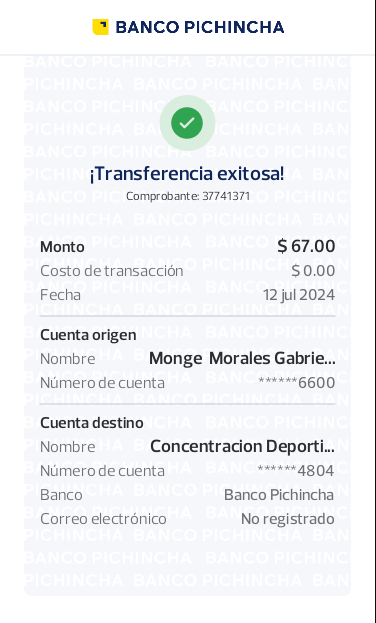 BANCO PICHINCHA
¡Transferencia exitosa!
Comprobante: 37741371
Monto $ 67.00
Costo de transacción $ 0.00
Fecha 12 jul 2024
Cuenta origen
Nombre Monge Morales Gabrie...
Número de cuenta ******6600
Cuenta destino
Nombre Concentracion Deporti...
Número de cuenta ******4804
Banco Banco Pichincha
Correo electrónico No registrado